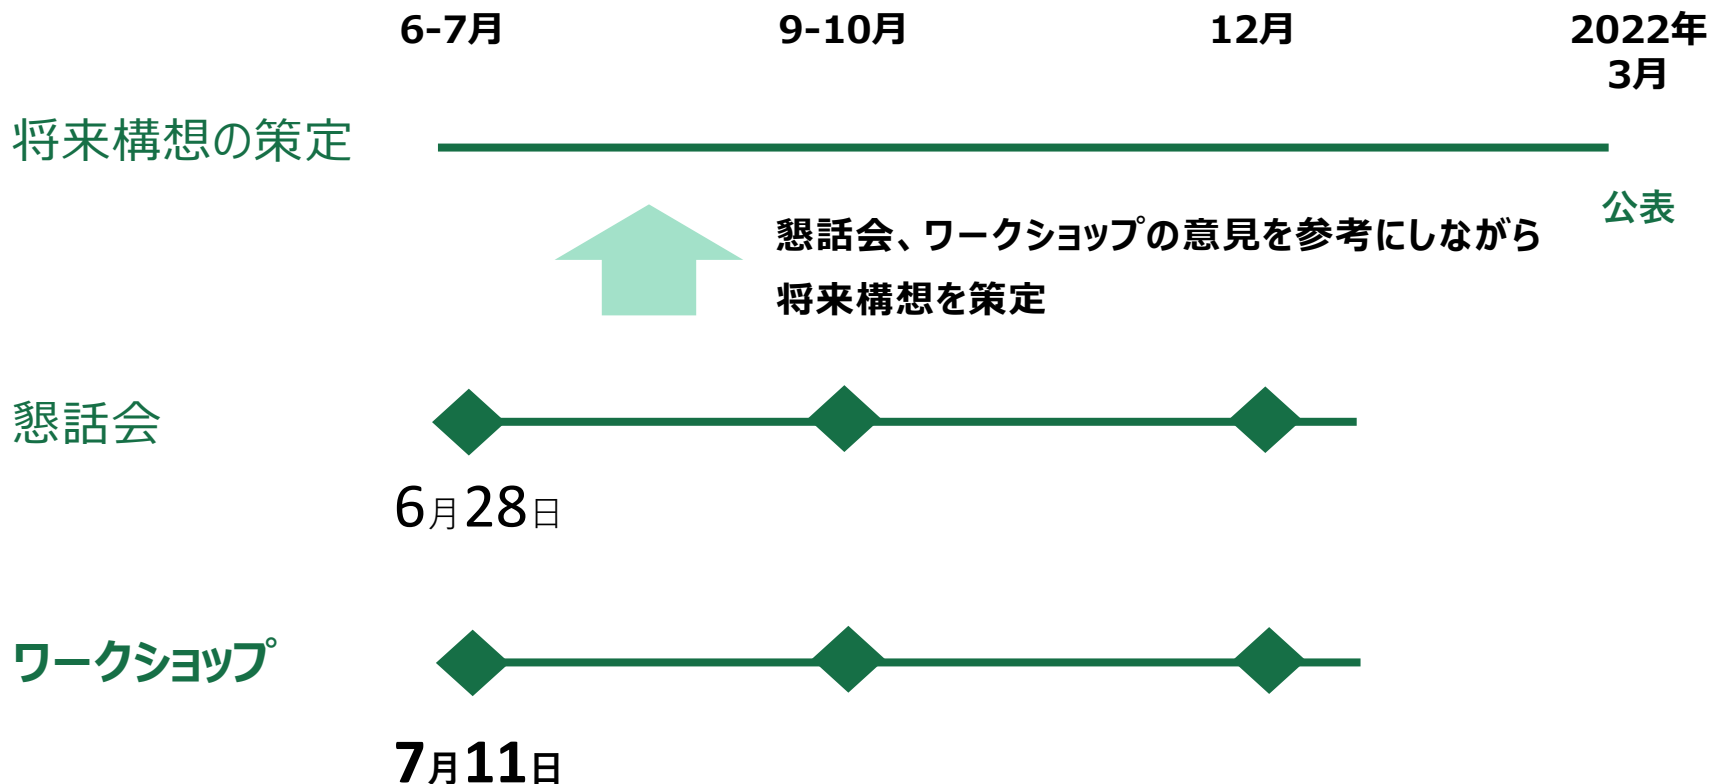 6-7月
9-10月
12月
2022年
3月
将来構想の策定
公表
懇話会、ワークショップの意見を参考にしながら
将来構想を策定
懇話会
6月28日
ワークショップ
7月11日